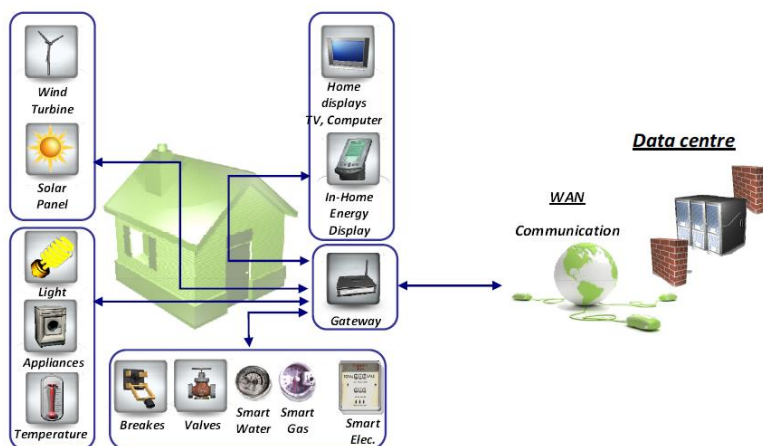 Wind
Turbine
Solar
Panel
Light
Appliances
Temperature
Home
displays
TV, Computer
In-Home
Energy
Display
Gateway
Breakes
Valves
Smart
Water
Smart
Gas
Smart
Elec.
WAN
Communication
Data centre